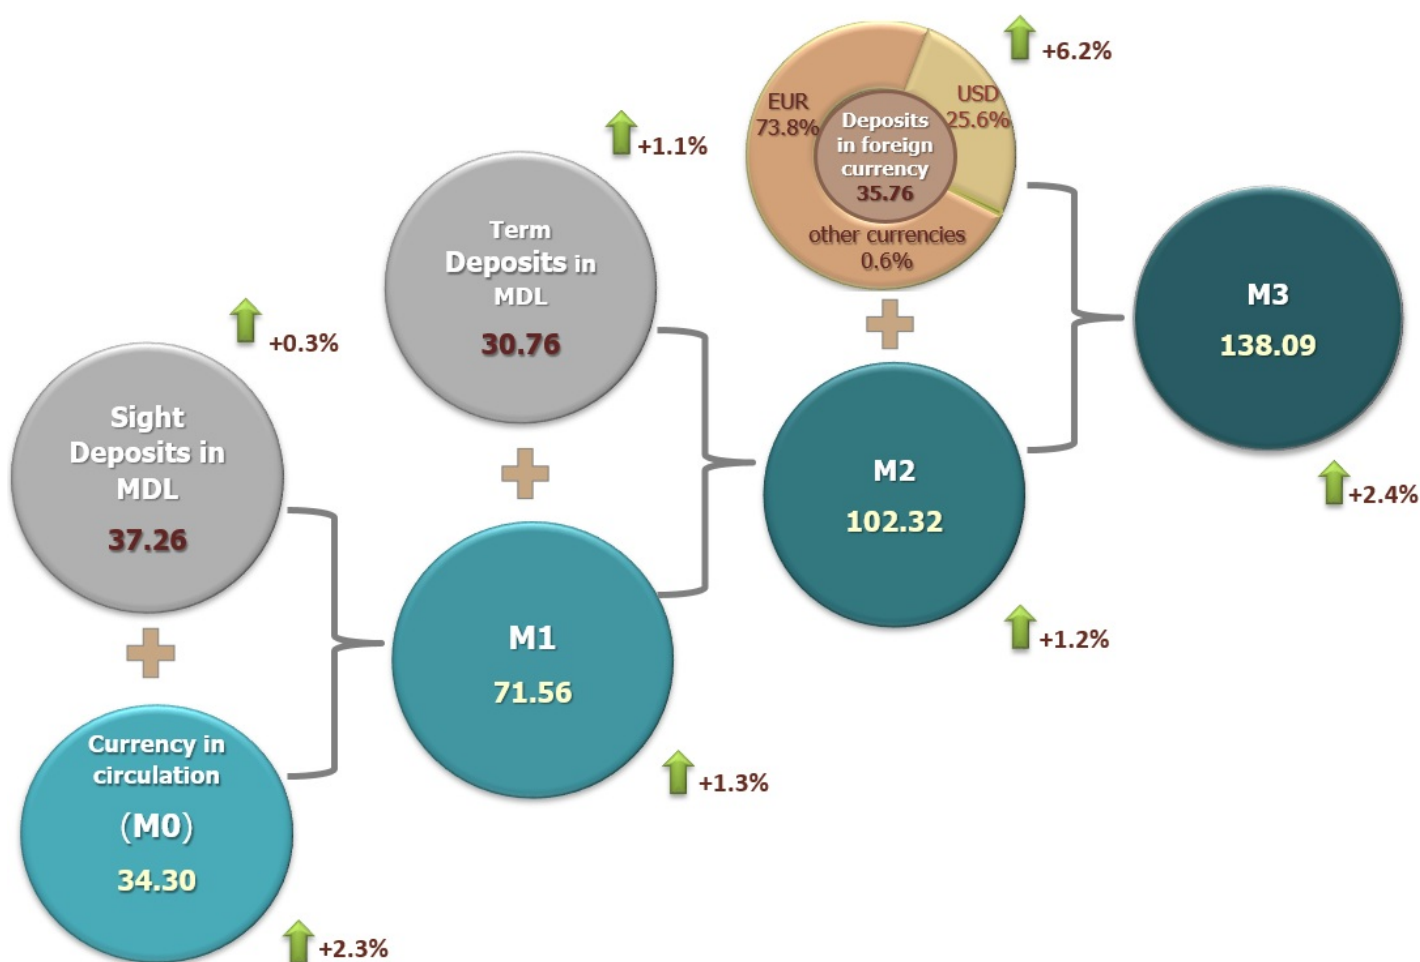 +6.2%
EUR
73.8%
USD
25.6%
Deposits
in foreign
currency
35.76
other currencies
0.6%
+1.1%
Term
Deposits in
MDL
30.76
+0.3%
Sight
Deposits in
MDL
37.26
M3
138.09
+2.4%
M2
102.32
+1.2%
M1
71.56
+1.3%
Currency in
circulation
(M0)
34.30
+2.3%